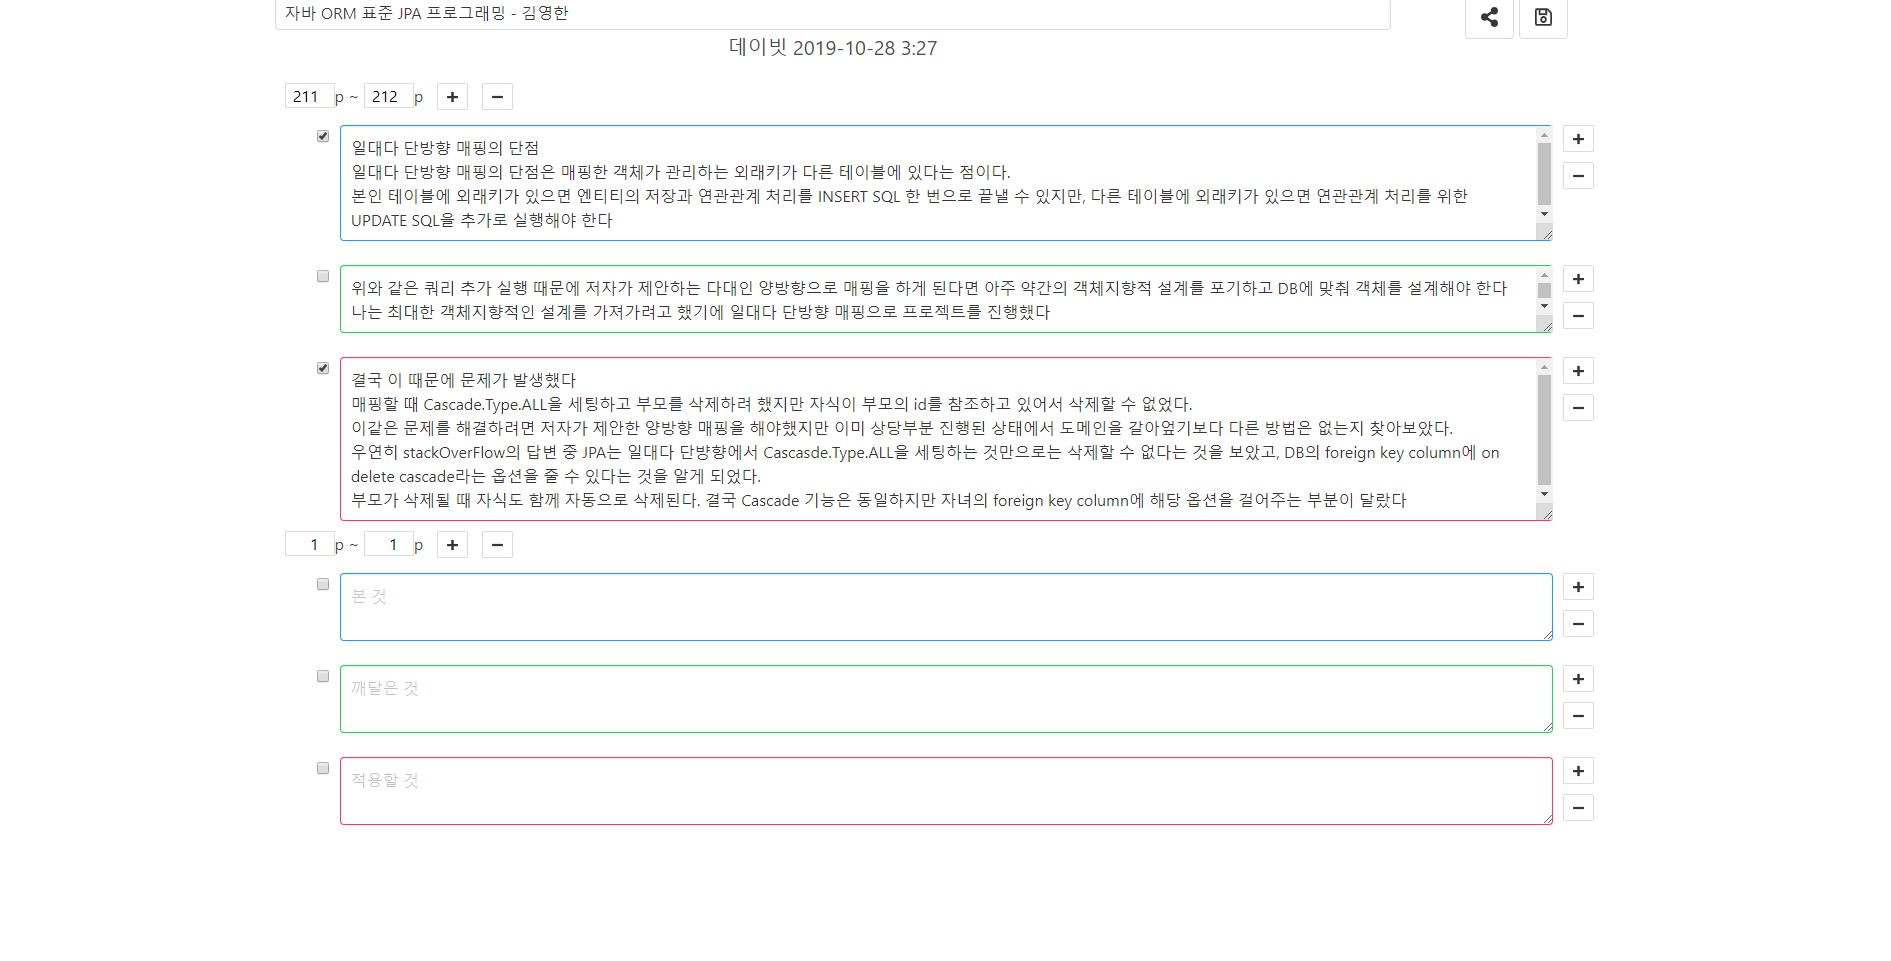 자바 ORM 표준 JPA 프로그래밍 - 김영한
데이빗 2019-10-28 3:27
211 p ~ 212 p
일대다 단방향 매핑의 단점
일대다 단방향 매핑의 단점은 매핑한 객체가 관리하는 외래키가 다른 테이블에 있다는 점이다.
본인 테이블에 외래키가 있으면 엔티티의 저장과 연관관계 처리를 INSERT SQL 한 번으로 끝낼 수 있지만, 다른 테이블에 외래키가 있으면 연관관계 처리를 위한
UPDATE SQL을 추가로 실행해야 한다
위와 같은 쿼리 추가 실행 때문에 저자가 제안하는 다대인 양방향으로 매핑을 하게 된다면 아주 약간의 객체지향적 설계를 포기하고 DB에 맞춰 객체를 설계해야 한다
나는 최대한 객체지향적인 설계를 가져가려고 했기에 일대다 단방향 매핑으로 프로젝트를 진행했다
결국 이 때문에 문제가 발생했다
매핑할 때 Cascade.Type.ALL을 세팅하고 부모를 삭제하려 했지만 자식이 부모의 id를 참조하고 있어서 삭제할 수 없었다.
이같은 문제를 해결하려면 저자가 제안한 양방향 매핑을 해야했지만 이미 상당부분 진행된 상태에서 도메인을 갈아엎기보다 다른 방법은 없는지 찾아보았다.
우연히 stackOverFlow의 답변 중 JPA는 일대다 단뱡향에서 Cascasde.Type.ALL을 세팅하는 것만으로는 삭제할 수 없다는 것을 보았고, DB의 foreign key column에 on
delete cascade라는 옵션을 줄 수 있다는 것을 알게 되었다.
부모가 삭제될 때 자식도 함께 자동으로 삭제된다. 결국 Cascade 기능은 동일하지만 자녀의 foreign key column에 해당 옵션을 걸어주는 부분이 달랐다
1 p ~ 1 p
본 것
깨달은 것
적용할 것